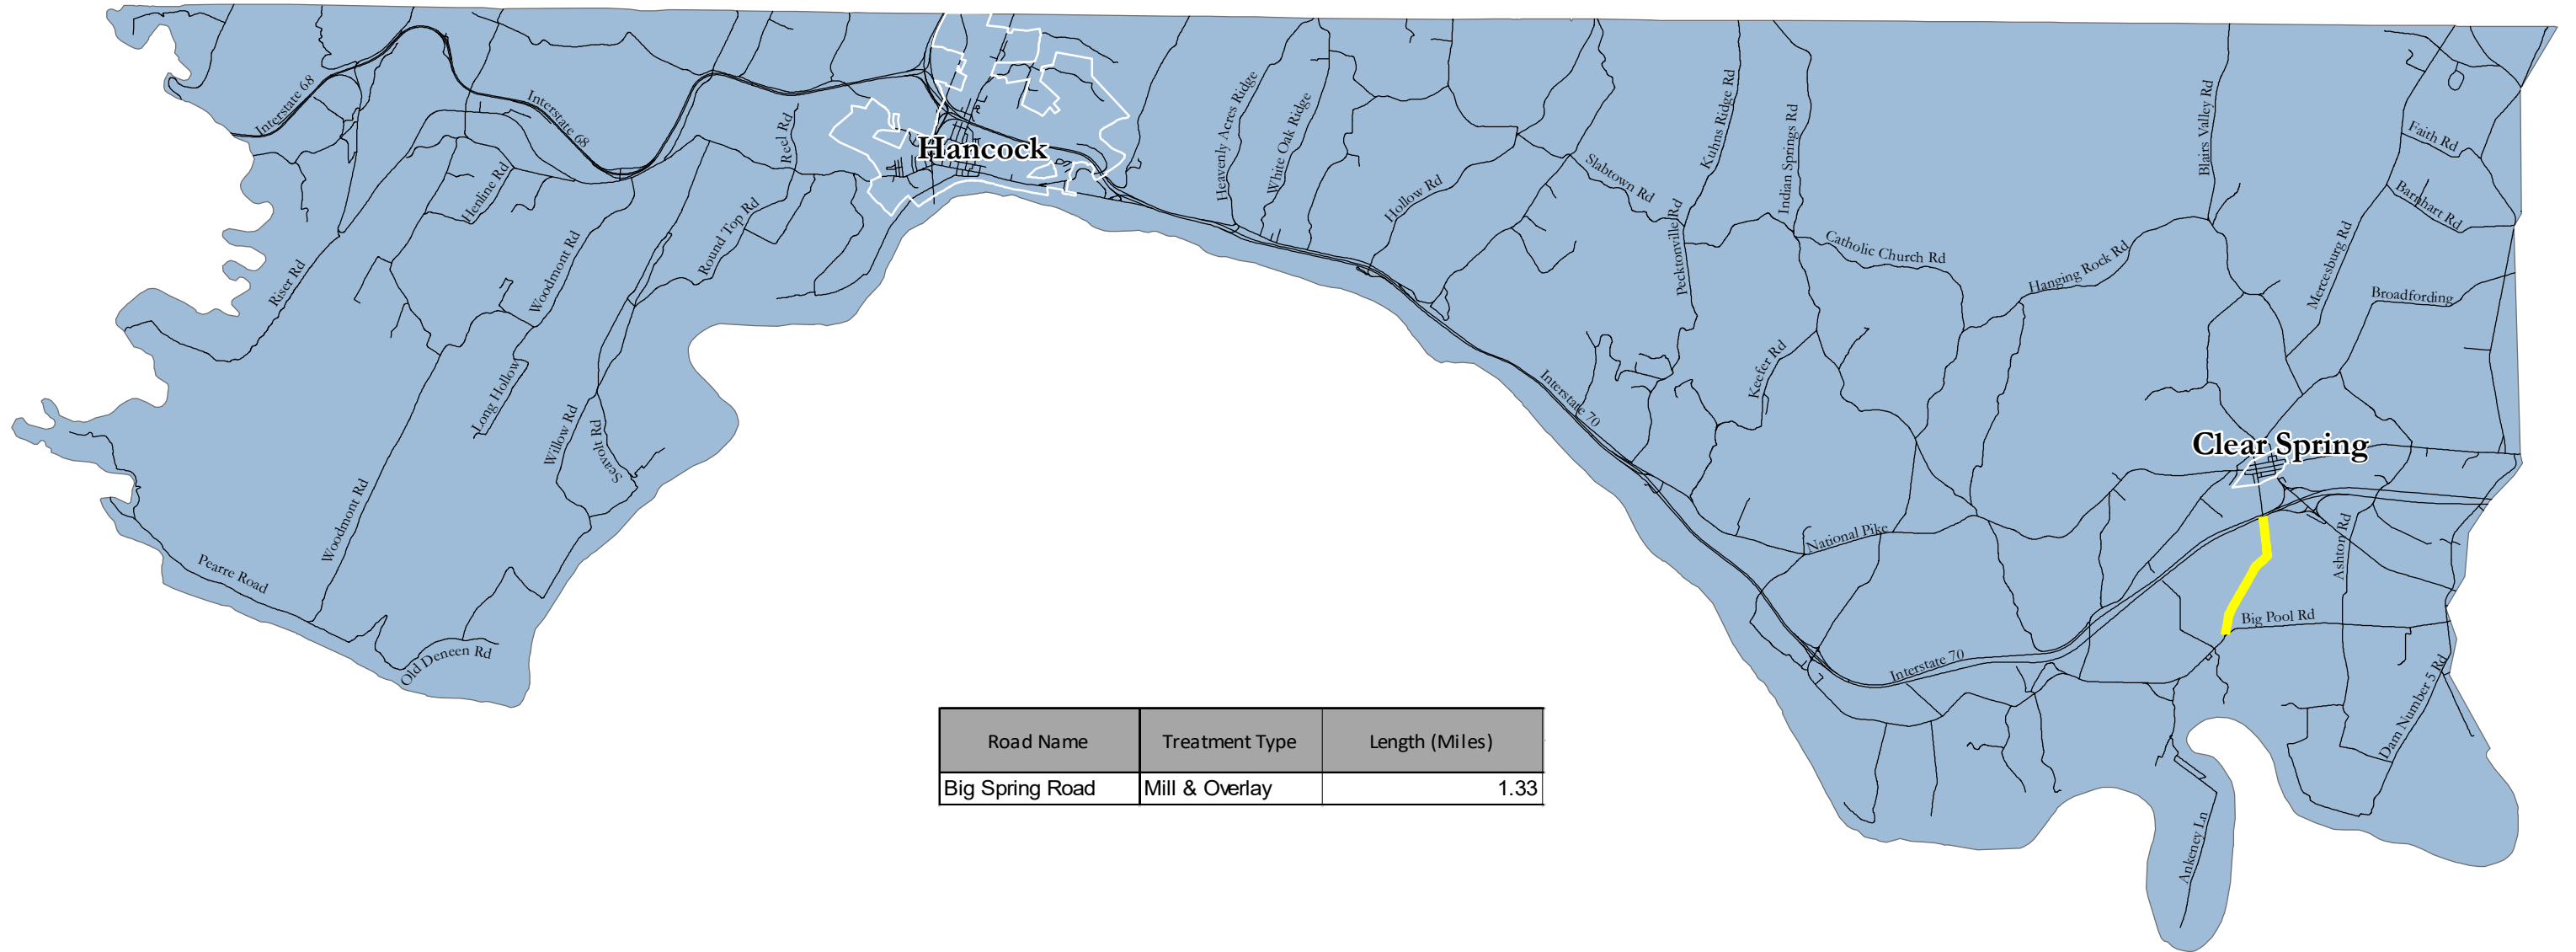 Interstate 68
Interstate 68
Hancock
Reel Rd
Henline Rd
Round Top Rd
Woodmont Rd
Riser Rd
Long Hollow
Willow Rd
Seavolt Rd
Woodmont Rd
Pearre Road
Old Deneen Rd
Heavenly Acres Ridge
White Oak Ridge
Hollow Rd
Slabtown Rd
Kuhns Ridge Rd
Indian Springs Rd
Pecktonville Rd
Catholic Church Rd
Hanging Rock Rd
Blairs Valley Rd
Mercesburg Rd
Faith Rd
Barnhart Rd
Broadfording
Keefer Rd
Interstate 70
Clear Spring
National Pike
Ashton Rd
Big Pool Rd
Interstate 70
Dam Number 5 Rd
Ankeney Ln
Road Name Treatment Type Length (Miles)
Big Spring Road Mill & Overlay 1.33